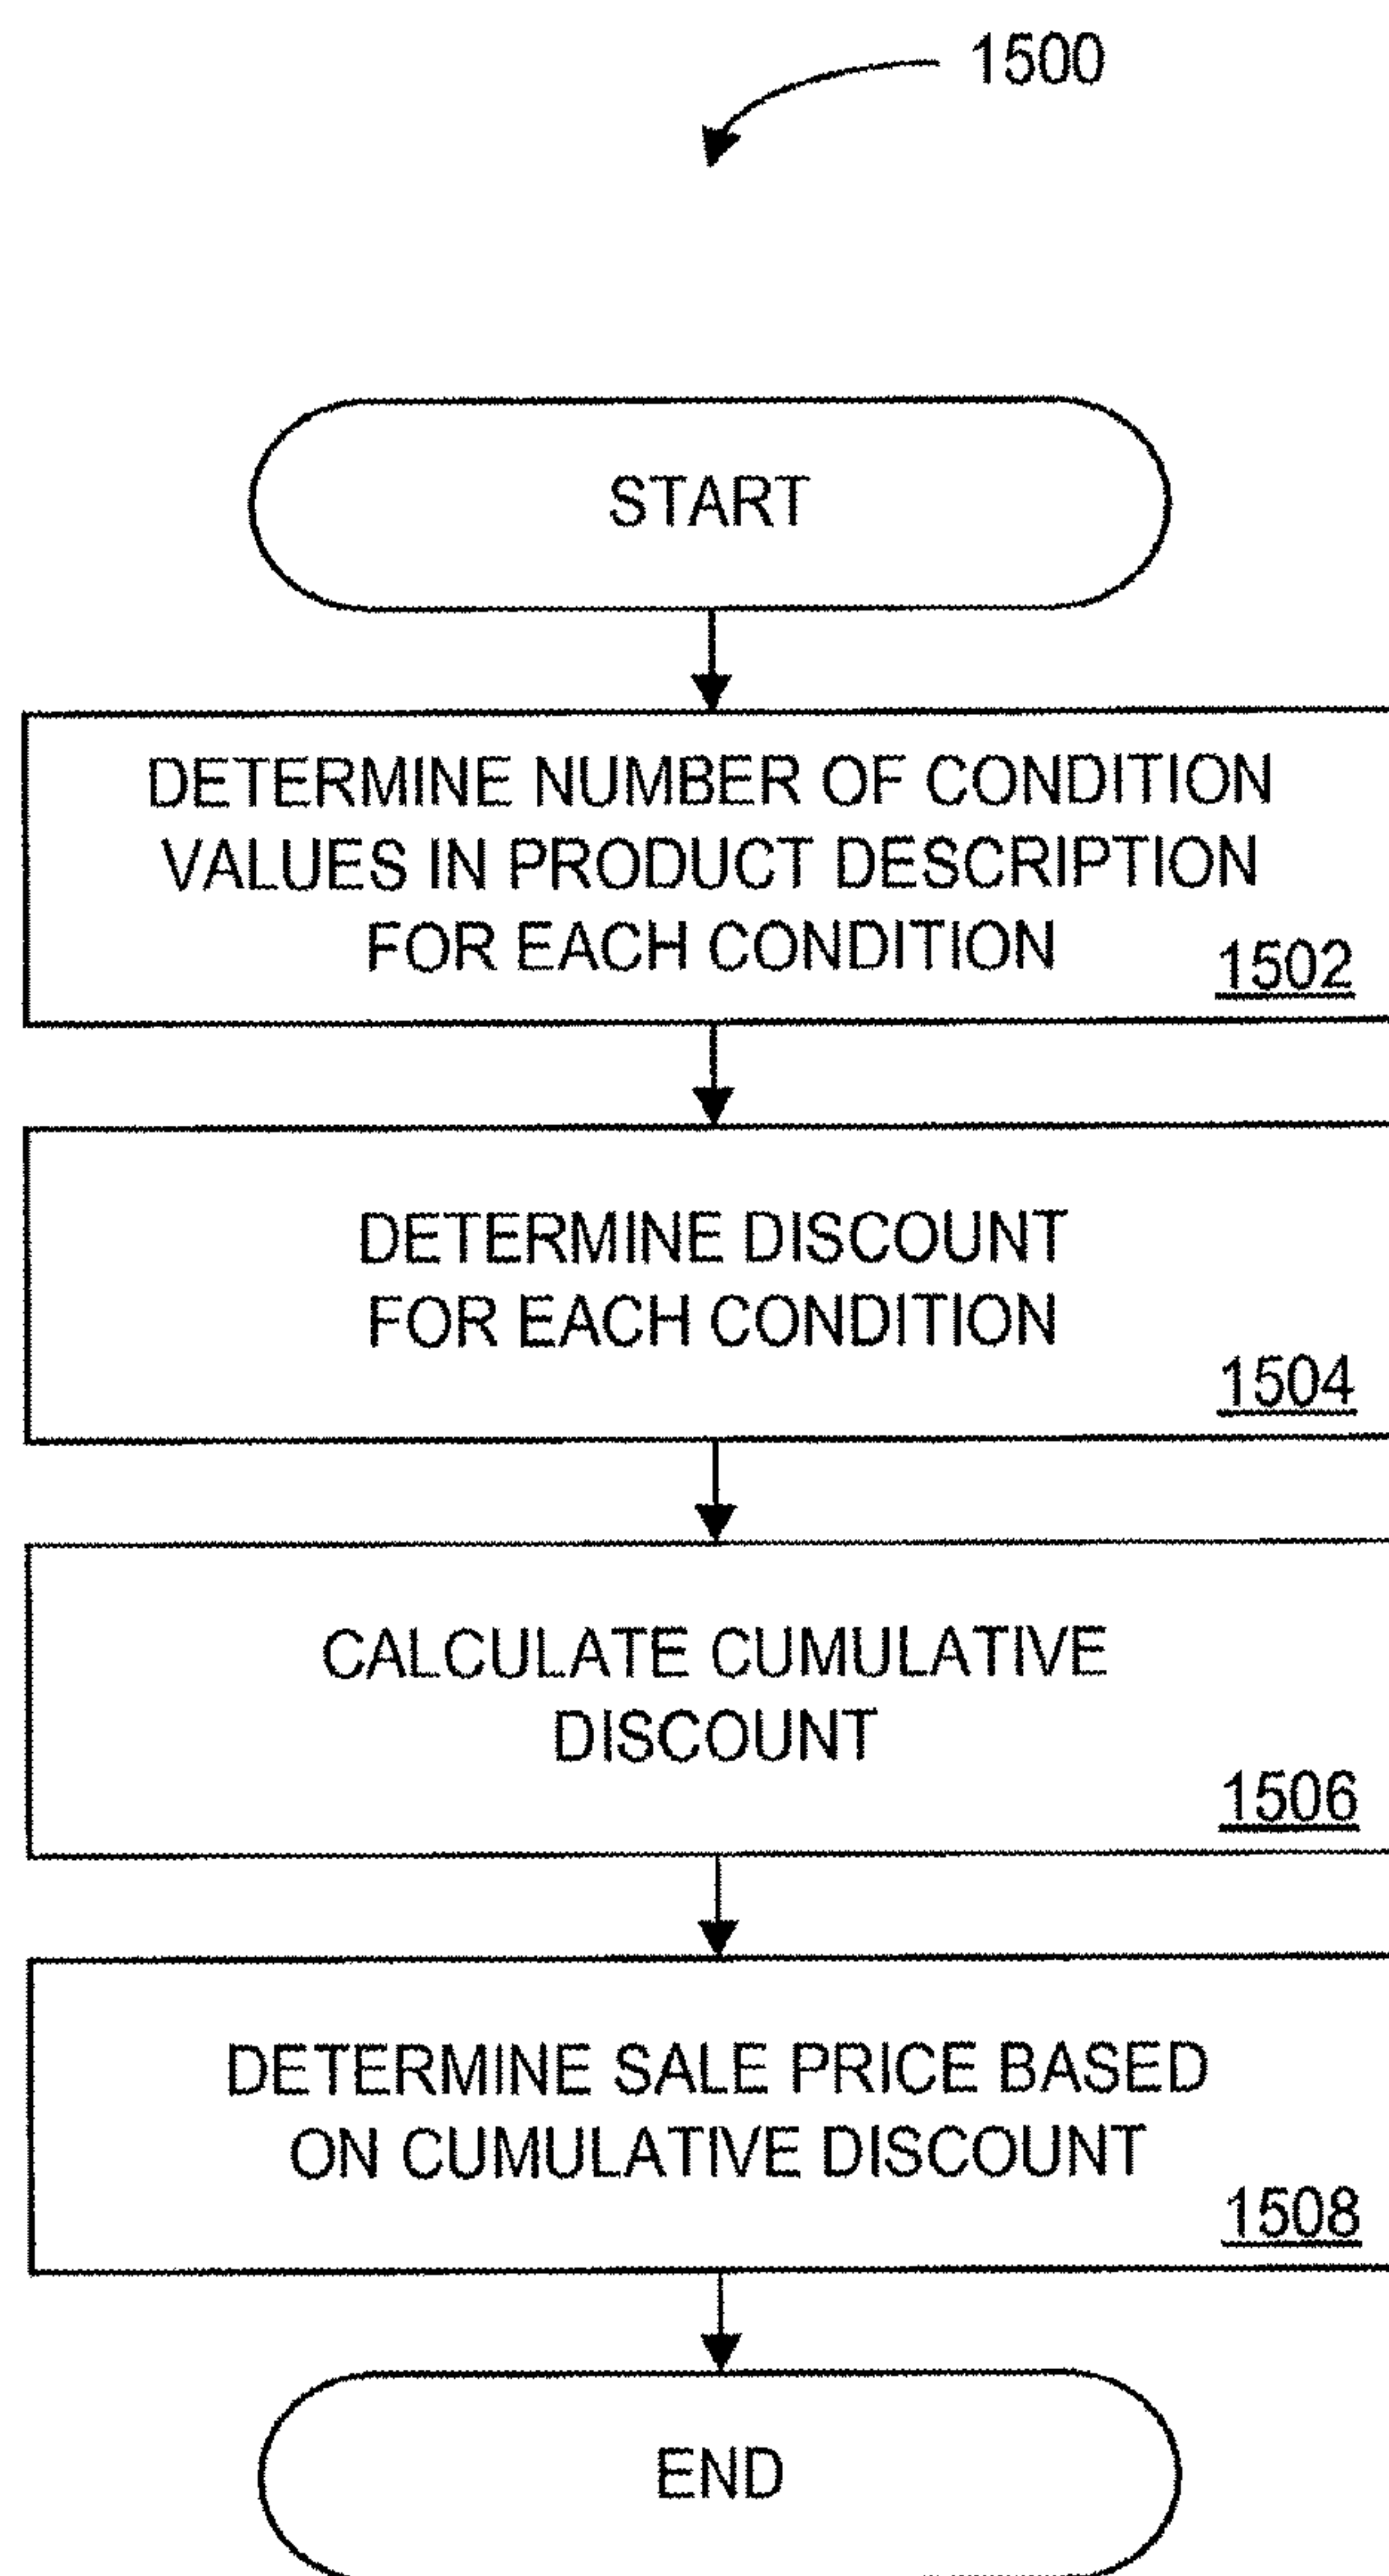 1500
START
DETERMINE NUMBER OF CONDITION
VALUES IN PRODUCT DESCRIPTION
FOR EACH CONDITION
1502
DETERMINE DISCOUNT
FOR EACH CONDITION
1504
CALCULATE CUMULATIVE
DISCOUNT
1506
DETERMINE SALE PRICE BASED
ON CUMULATIVE DISCOUNT
1508
END